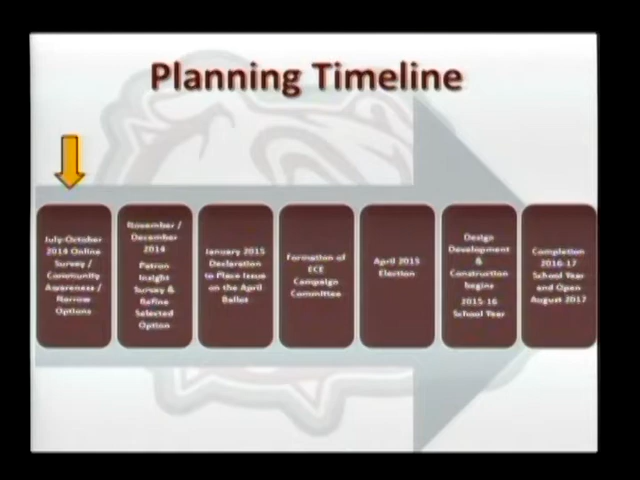 Planning Timeline
July-October
2014 Online
Survey /
Community
Awareness /
Narrow
Options
November /
December
2014
Patron
Insight
Survey &
Refine
Selected
Option
January 2015
Declaration
to Place Issue
on the April
Ballot
Formation of
ECE
Campaign
Committee
April 2015
Election
Design
Development
&
Construction
begins
2015-16
School Year
Completion
2016-17
School Year
and Open
August 2017